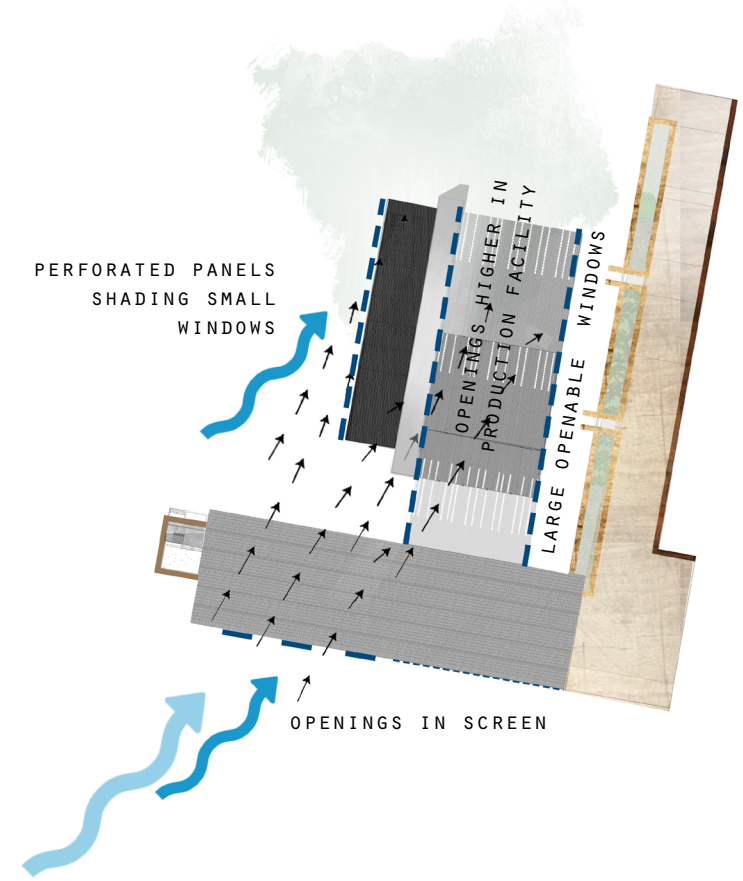 PERFORATED PANELS
SHADING SMALL
WINDOWS
OPENINGS HIGHER IN
PRODUCTION FACILITY
LARGE OPENABLE WINDOWS
OPENINGS IN SCREEN